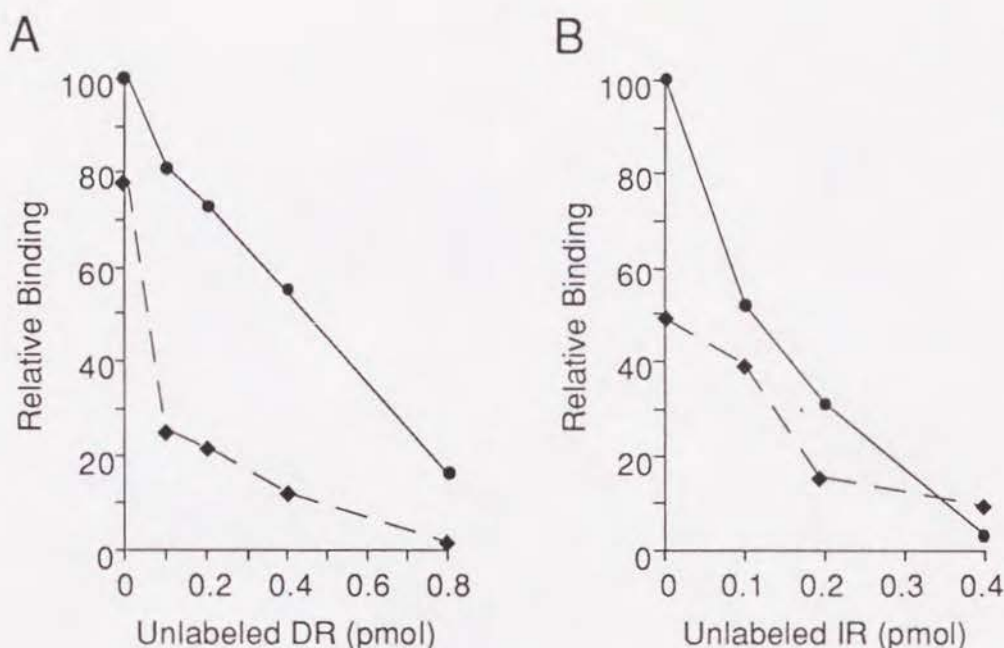 A
100
80
60
40
20
0
Relative Binding
0 0.2 0.4 0.6 0.8
Unlabeled DR (pmol)
B
100
80
60
40
20
0
Relative Binding
0 0.1 0.2 0.3 0.4
Unlabeled IR (pmol)